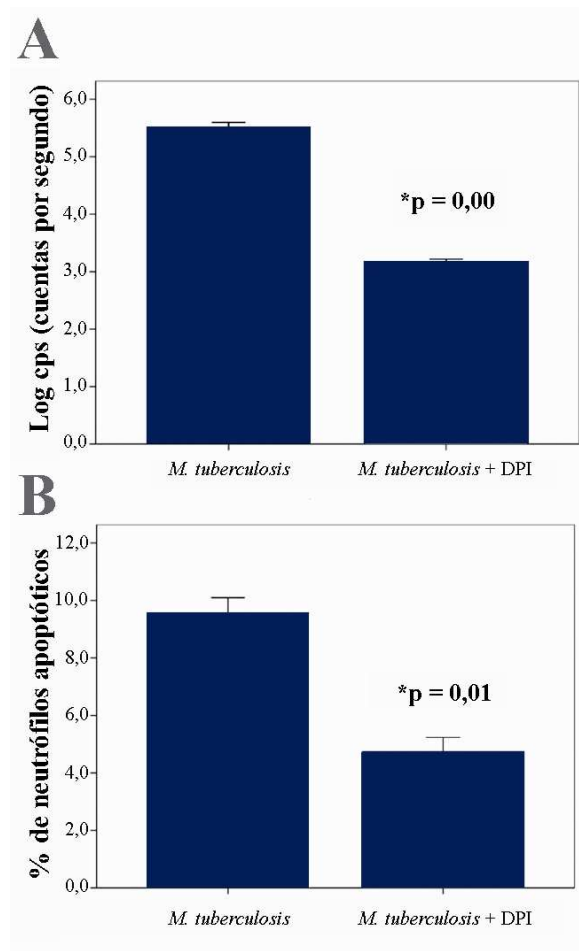 A
Log cps (cuentas por segundo)
6,0
5,0
4,0
3,0
2,0
1,0
0,0
*p = 0,00
M. tuberculosis
M. tuberculosis + DPI
B
% de neutrófilos apoptóticos
12,0
10,0
8,0
6,0
4,0
2,0
0,0
*p = 0,01
M. tuberculosis
M. tuberculosis + DPI